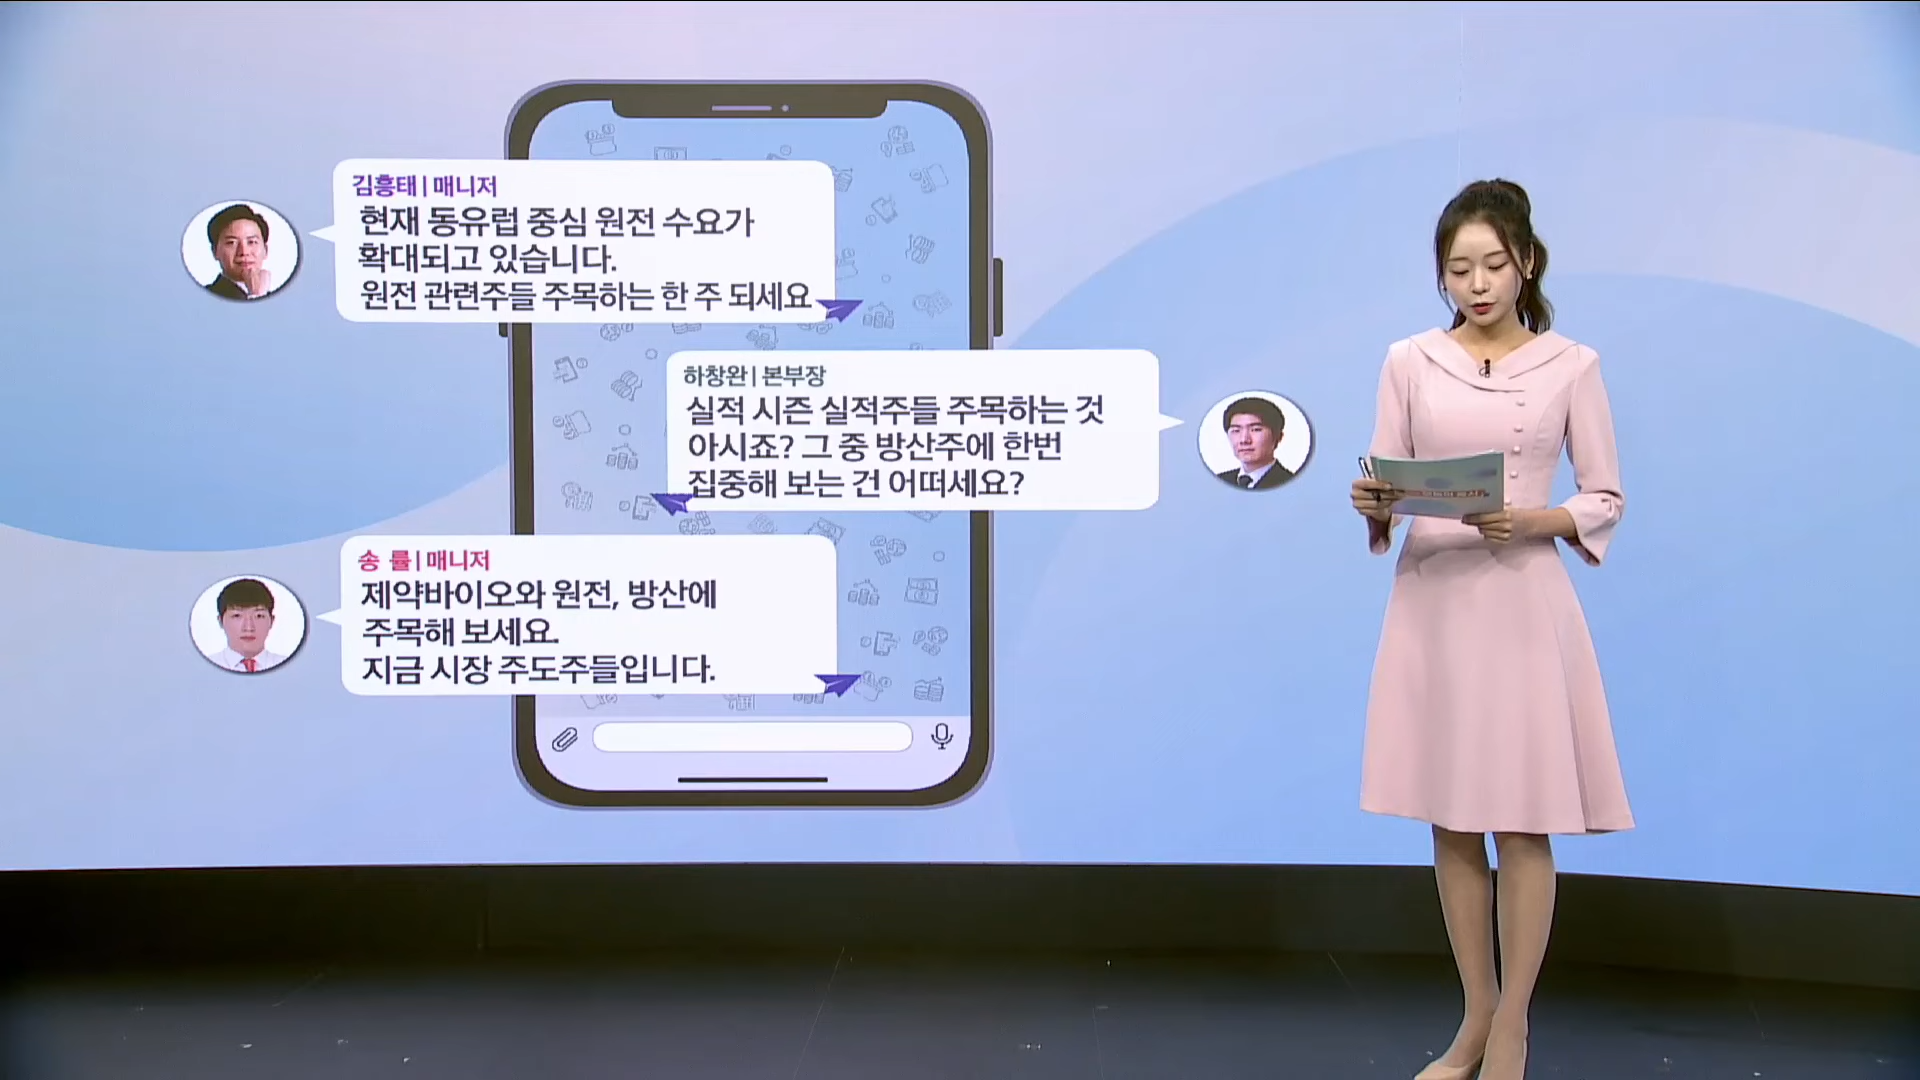 김흥태 | 매니저
현재 동유럽 중심 원전 수요가
확대되고 있습니다.
원전 관련주들 주목하는 한 주 되세요
하창완 | 본부장
실적 시즌 실적주들 주목하는 것
아시죠? 그 중 방산주에 한번
집중해 보는 건 어떠세요?
송 률 | 매니저
제약바이오와 원전, 방산에
주목해 보세요.
지금 시장 주도주들입니다.